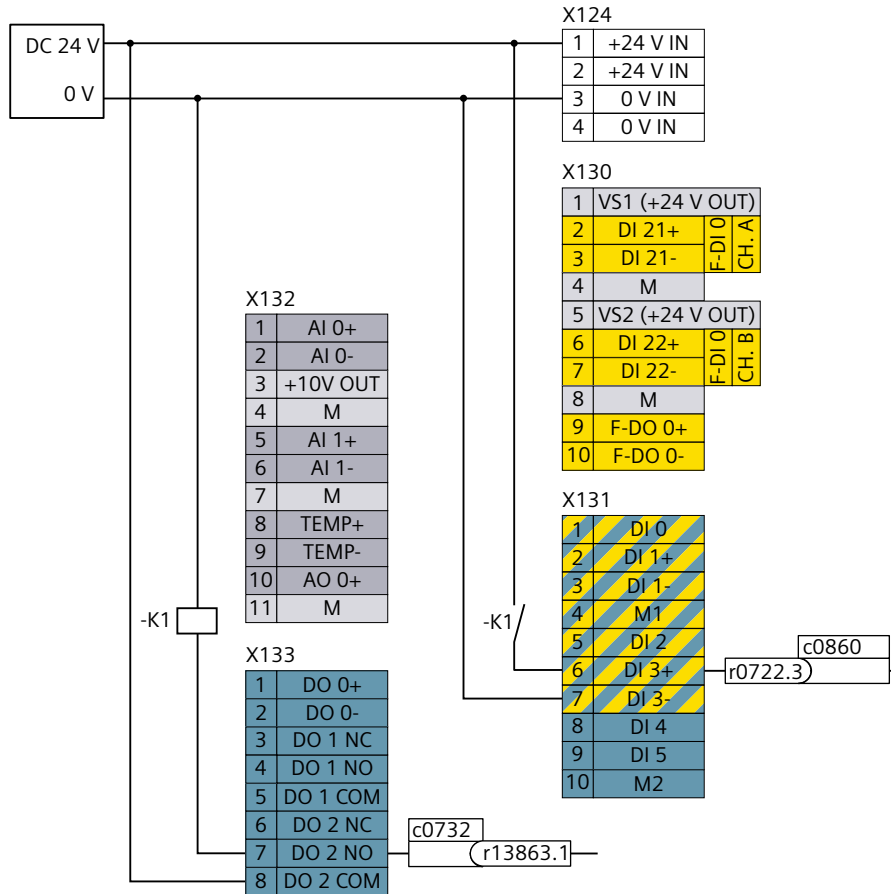 DC 24 V
0 V
X124
1 +24 V IN
2 +24 V IN
3 0 V IN
4 0 V IN
X130
1 VS1 (+24 V OUT)
2 DI 21+
3 DI 21-
F-DI 0
CH. A
4 M
5 VS2 (+24 V OUT)
6 DI 22+
7 DI 22-
F-DI 0
CH. B
8 M
9 F-DO 0+
10 F-DO 0-
X132
1 AI 0+
2 AI 0-
3 +10V OUT
4 M
5 AI 1+
6 AI 1-
7 M
8 TEMP+
9 TEMP-
10 AO 0+
11 M
X131
1 DI 0
2 DI 1+
3 DI 1-
4 M1
5 DI 2
6 DI 3+
7 DI 3-
8 DI 4
9 DI 5
10 M2
-K1
-K1
c0860
r0722.3
X133
1 DO 0+
2 DO 0-
3 DO 1 NC
4 DO 1 NO
5 DO 1 COM
6 DO 2 NC
7 DO 2 NO
8 DO 2 COM
c0732
r13863.1